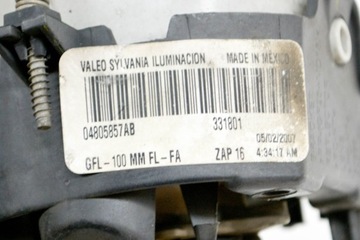 VALEO SYLVANIA ILUMINACION MADE IN MEXICO
04805857AB 331801
05/02/2007
GFL-100 MM FL-FA ZAP 16 4:34:17 AM